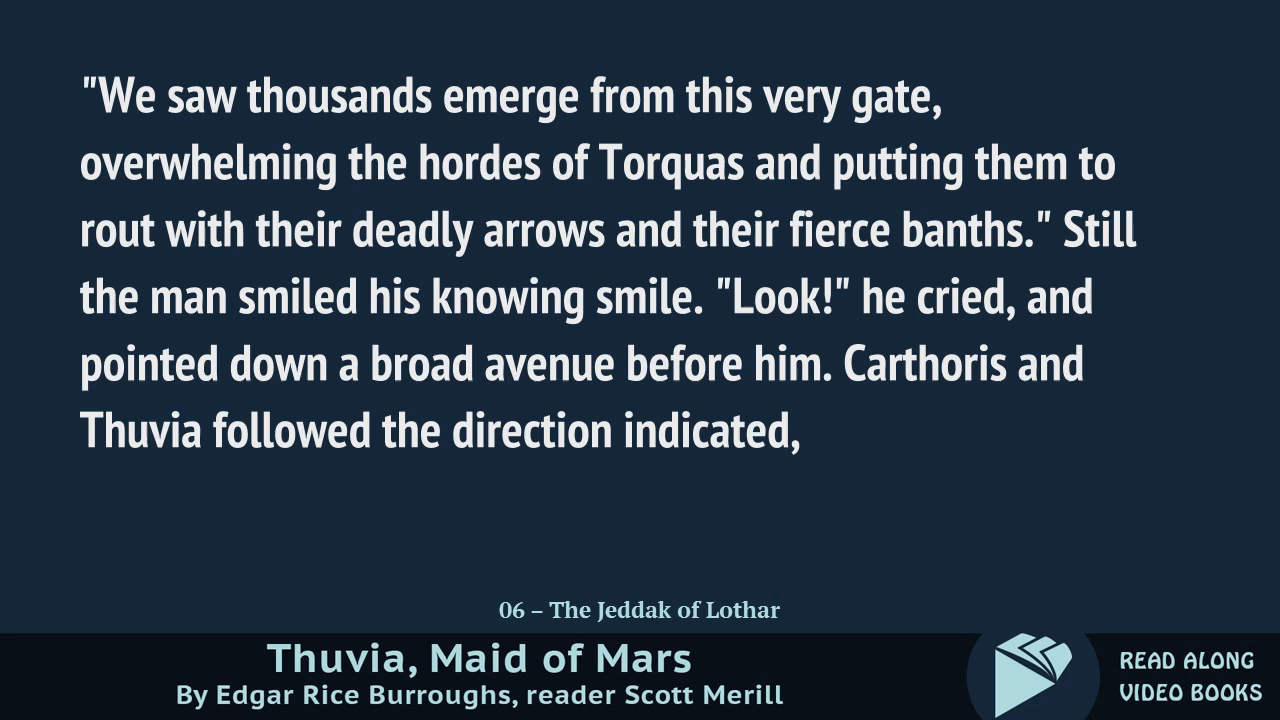 "We saw thousands emerge from this very gate,
overwhelming the hordes of Torquas and putting them to
rout with their deadly arrows and their fierce banths." Still
the man smiled his knowing smile. "Look!" he cried, and
pointed down a broad avenue before him. Carthoris and
Thuvia followed the direction indicated,
06 – The Jeddak of Lothar
Thuvia, Maid of Mars
By Edgar Rice Burroughs, reader Scott Merill
READ ALONG
VIDEO BOOKS